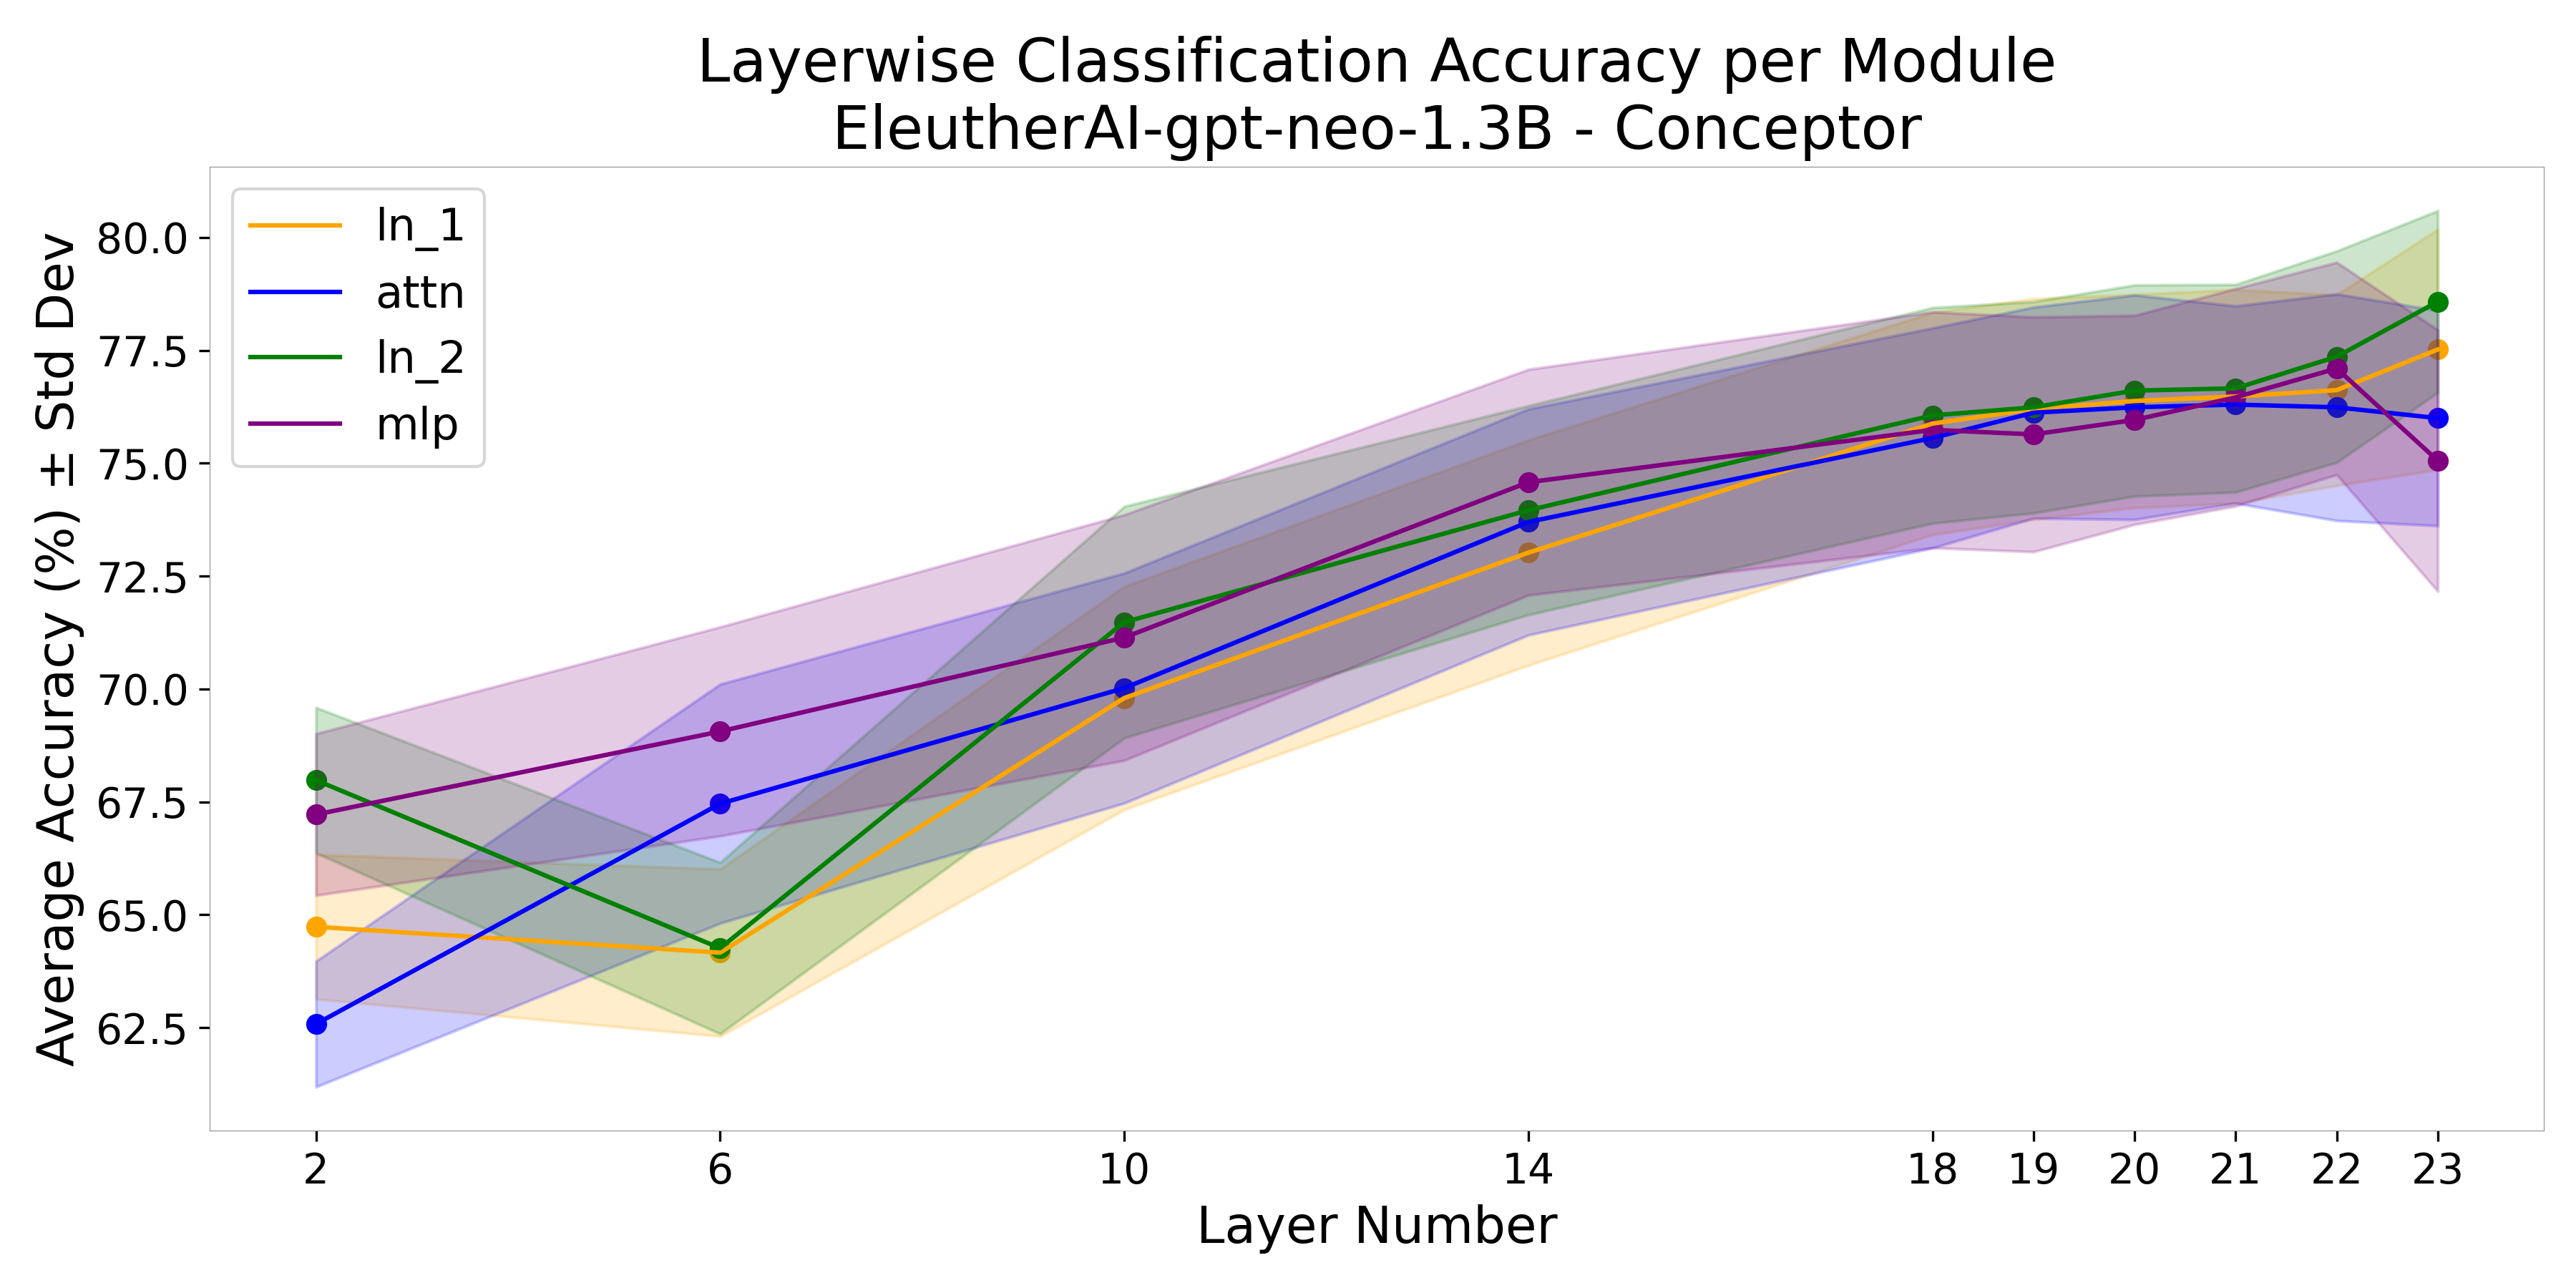 Layerwise Classification Accuracy per Module
EleutherAI-gpt-neo-1.3B - Conceptor
ln_1
attn
ln_2
mlp
Average Accuracy (%) ± Std Dev
80.0
77.5
75.0
72.5
70.0
67.5
65.0
62.5
2 6 10 14 18 19 20 21 22 23
Layer Number